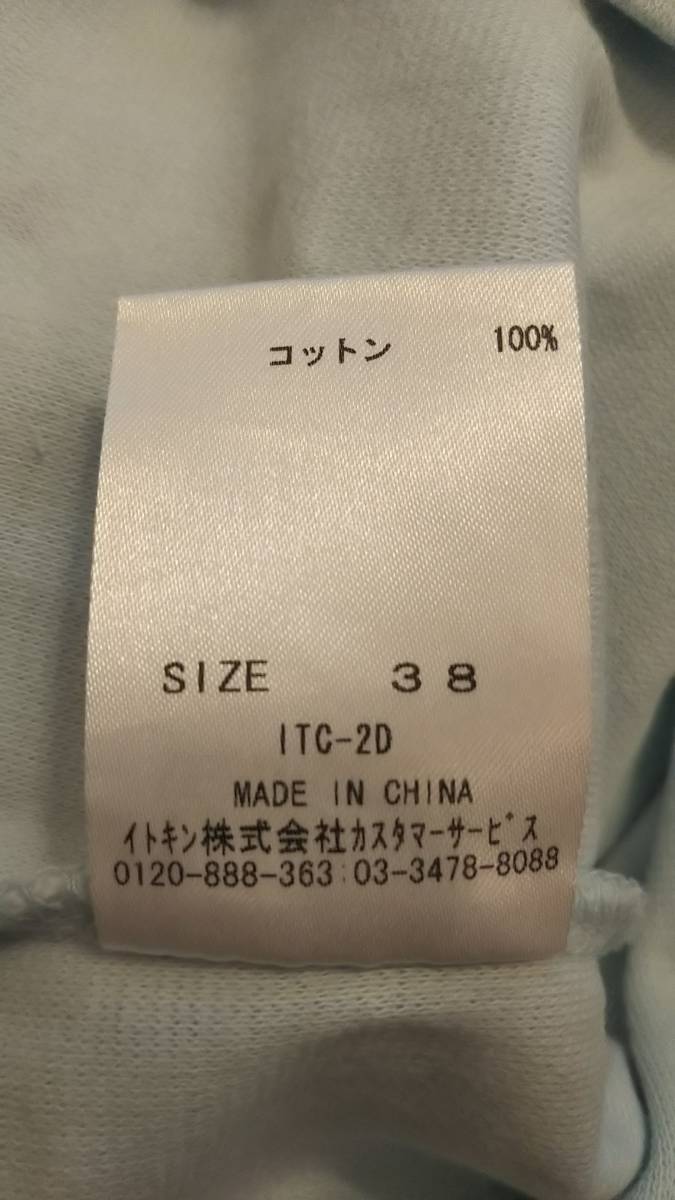 コットン 100%
SIZE 38
ITC-2D
MADE IN CHINA
イトキン株式会社ｶｽﾀﾏｰｻｰﾋﾞｽ
0120-888-363:03-3478-8088